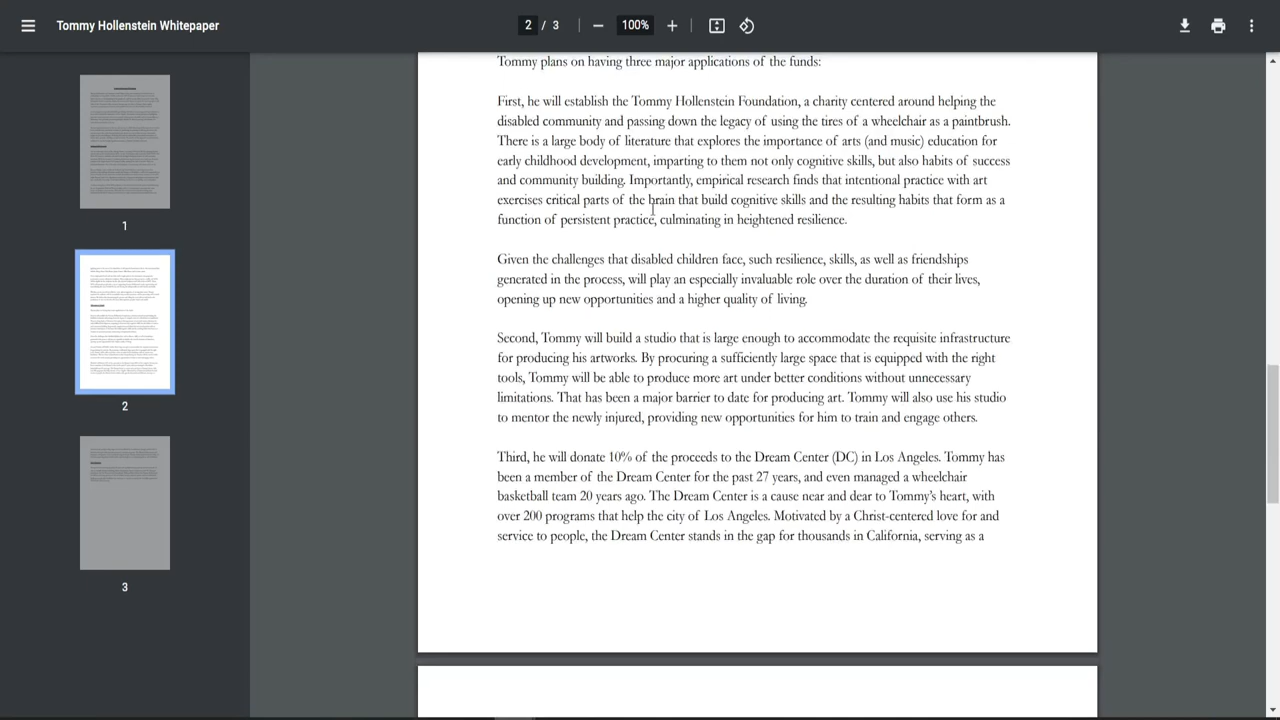 Tommy Hollenstein Whitepaper
2 / 3
100%
1
2
3
Tommy plans on having three major applications of the funds:
First, he will establish the Tommy Hollenstein Foundation, a charity centered around helping the
disabled community and passing down the legacy of using the tires of a wheelchair as a paintbrush.
There is a large body of literature that explores the importance of arts (and music) education for
early childhood development, imparting to them not only cognitive skills, but also habits of success
and community building. Importantly, empirical research finds that intentional practice with art
exercises critical parts of the brain that build cognitive skills and the resulting habits that form as a
function of persistent practice, culminating in heightened resilience.
Given the challenges that disabled children face, such resilience, skills, as well as friendships
generated in the process, will play an especially invaluable role over the duration of their lives,
opening up new opportunities and a higher quality of living.
Second, Tommy will build a studio that is large enough to accommodate the requisite infrastructure
for producing his artworks. By procuring a sufficiently large space that is equipped with the right
tools, Tommy will be able to produce more art under better conditions without unnecessary
limitations. That has been a major barrier to date for producing art. Tommy will also use his studio
to mentor the newly injured, providing new opportunities for him to train and engage others.
Third, he will donate 10% of the proceeds to the Dream Center (DC) in Los Angeles. Tommy has
been a member of the Dream Center for the past 27 years, and even managed a wheelchair
basketball team 20 years ago. The Dream Center is a cause near and dear to Tommy's heart, with
over 200 programs that help the city of Los Angeles. Motivated by a Christ-centered love for and
service to people, the Dream Center stands in the gap for thousands in California, serving as a